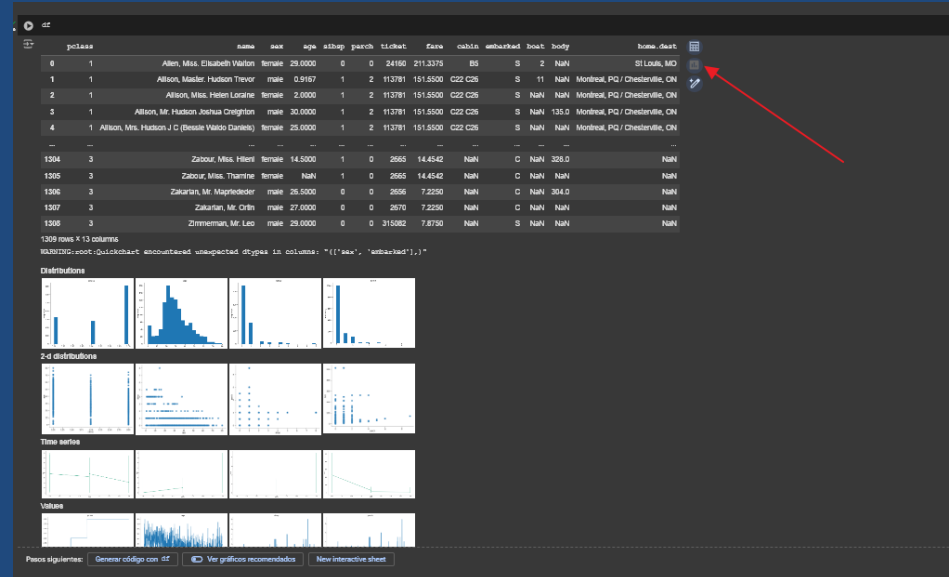 df
pclass name sex age sibsp parch ticket fare cabin embarked boat body home.dest
0 1 Allen, Miss. Elisabeth Walton female 29.0000 0 0 24160 211.3375 B5 S 2 NaN St Louis, MO
1 1 Allison, Master. Hudson Trevor male 0.9167 1 2 113781 151.5500 C22 C26 S 11 NaN Montreal, PQ / Chesterville, ON
2 1 Allison, Miss. Helen Loraine female 2.0000 1 2 113781 151.5500 C22 C26 S NaN NaN Montreal, PQ / Chesterville, ON
3 1 Allison, Mr. Hudson Joshua Creighton male 30.0000 1 2 113781 151.5500 C22 C26 S NaN 135.0 Montreal, PQ / Chesterville, ON
4 1 Allison, Mrs. Hudson J C (Bessie Waldo Daniels) female 25.0000 1 2 113781 151.5500 C22 C26 S NaN NaN Montreal, PQ / Chesterville, ON
... ... ... ... ... ... ... ... ... ... ... ... ... ...
1304 3 Zabour, Miss. Hileni female 14.5000 1 0 2665 14.4542 NaN C NaN 328.0 NaN
1305 3 Zabour, Miss. Thamine female NaN 1 0 2665 14.4542 NaN C NaN NaN NaN
1306 3 Zakarian, Mr. Mapriededer male 26.5000 0 0 2656 7.2250 NaN C NaN 304.0 NaN
1307 3 Zakarian, Mr. Ortin male 27.0000 0 0 2670 7.2250 NaN C NaN NaN NaN
1308 3 Zimmerman, Mr. Leo male 29.0000 0 0 315082 7.8750 NaN S NaN NaN NaN
1309 rows × 13 columns
WARNING:root:Quickchart encountered unexpected dtypes in columns: "(['sex', 'embarked'],)"
Distributions
2-d distributions
Time series
Values
Pasos siguientes: Generar código con df Ver gráficos recomendados New interactive sheet